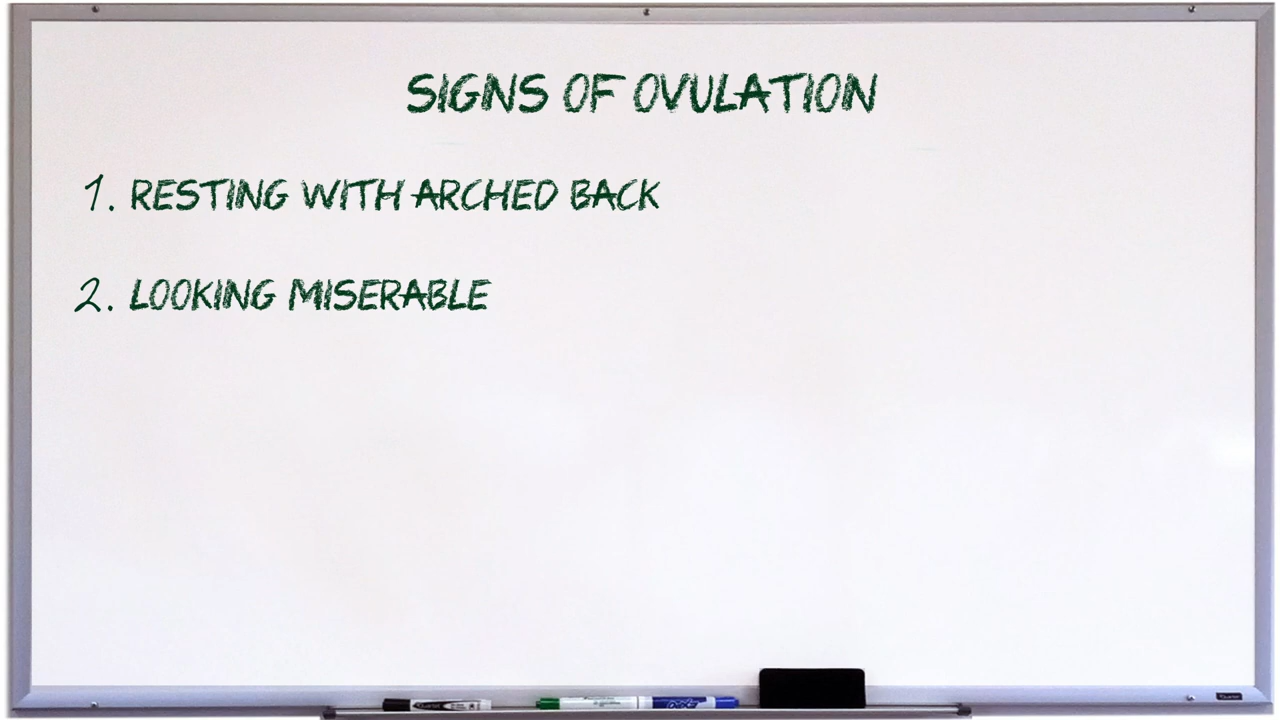 SIGNS OF OVULATION
1. RESTING WITH ARCHED BACK
2. LOOKING MISERABLE